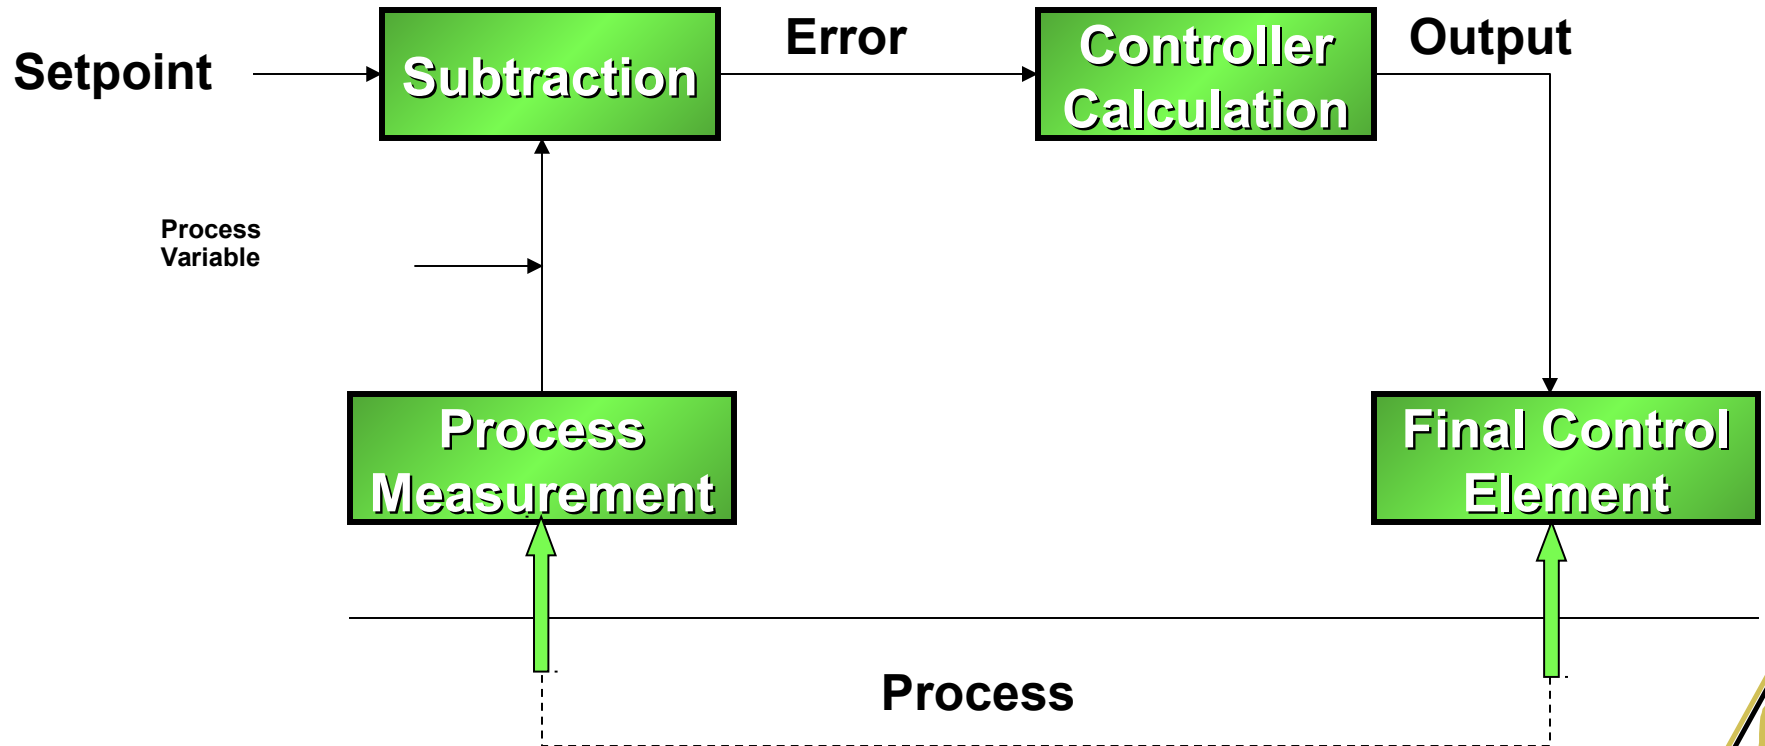 Setpoint
Subtraction
Error
Controller
Calculation
Output
Process
Variable
Process
Measurement
Final Control
Element
Process